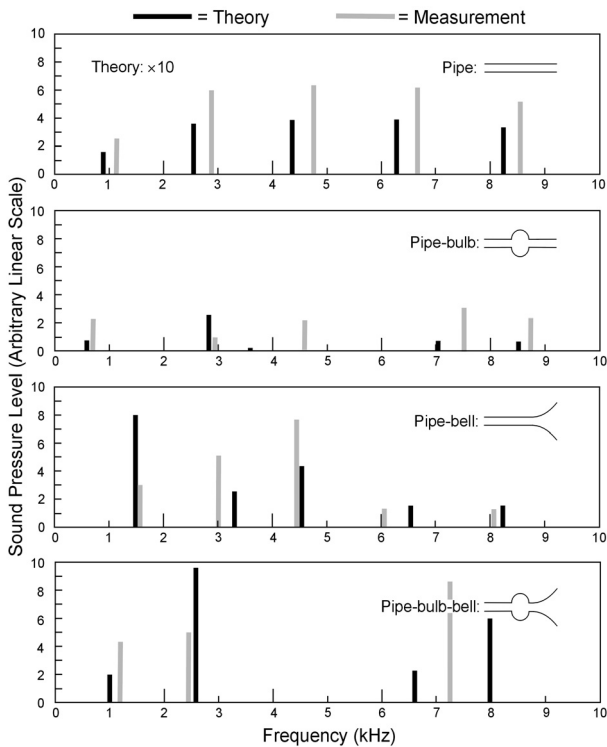 = Theory = Measurement
Sound Pressure Level (Arbitrary Linear Scale)
10
8
6
4
2
0
Theory: ×10
Pipe:
0 1 2 3 4 5 6 7 8 9 10
10
8
6
4
2
0
Pipe-bulb:
0 1 2 3 4 5 6 7 8 9 10
10
8
6
4
2
0
Pipe-bell:
0 1 2 3 4 5 6 7 8 9 10
10
8
6
4
2
0
Pipe-bulb-bell:
0 1 2 3 4 5 6 7 8 9 10
Frequency (kHz)